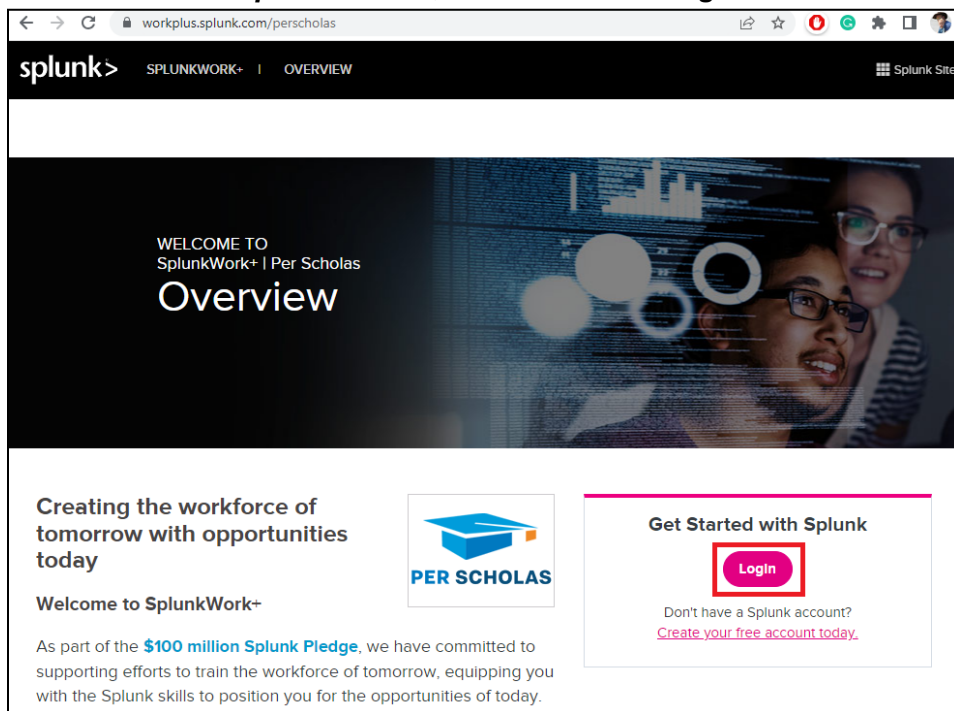 workplus.splunk.com/perscholas
splunk> SPLUNKWORK+ | OVERVIEW Splunk Site
WELCOME TO
SplunkWork+ | Per Scholas
Overview
Creating the workforce of
tomorrow with opportunities
today
PER SCHOLAS
Get Started with Splunk
Login
Don't have a Splunk account?
Create your free account today.
Welcome to SplunkWork+
As part of the $100 million Splunk Pledge, we have committed to
supporting efforts to train the workforce of tomorrow, equipping you
with the Splunk skills to position you for the opportunities of today.